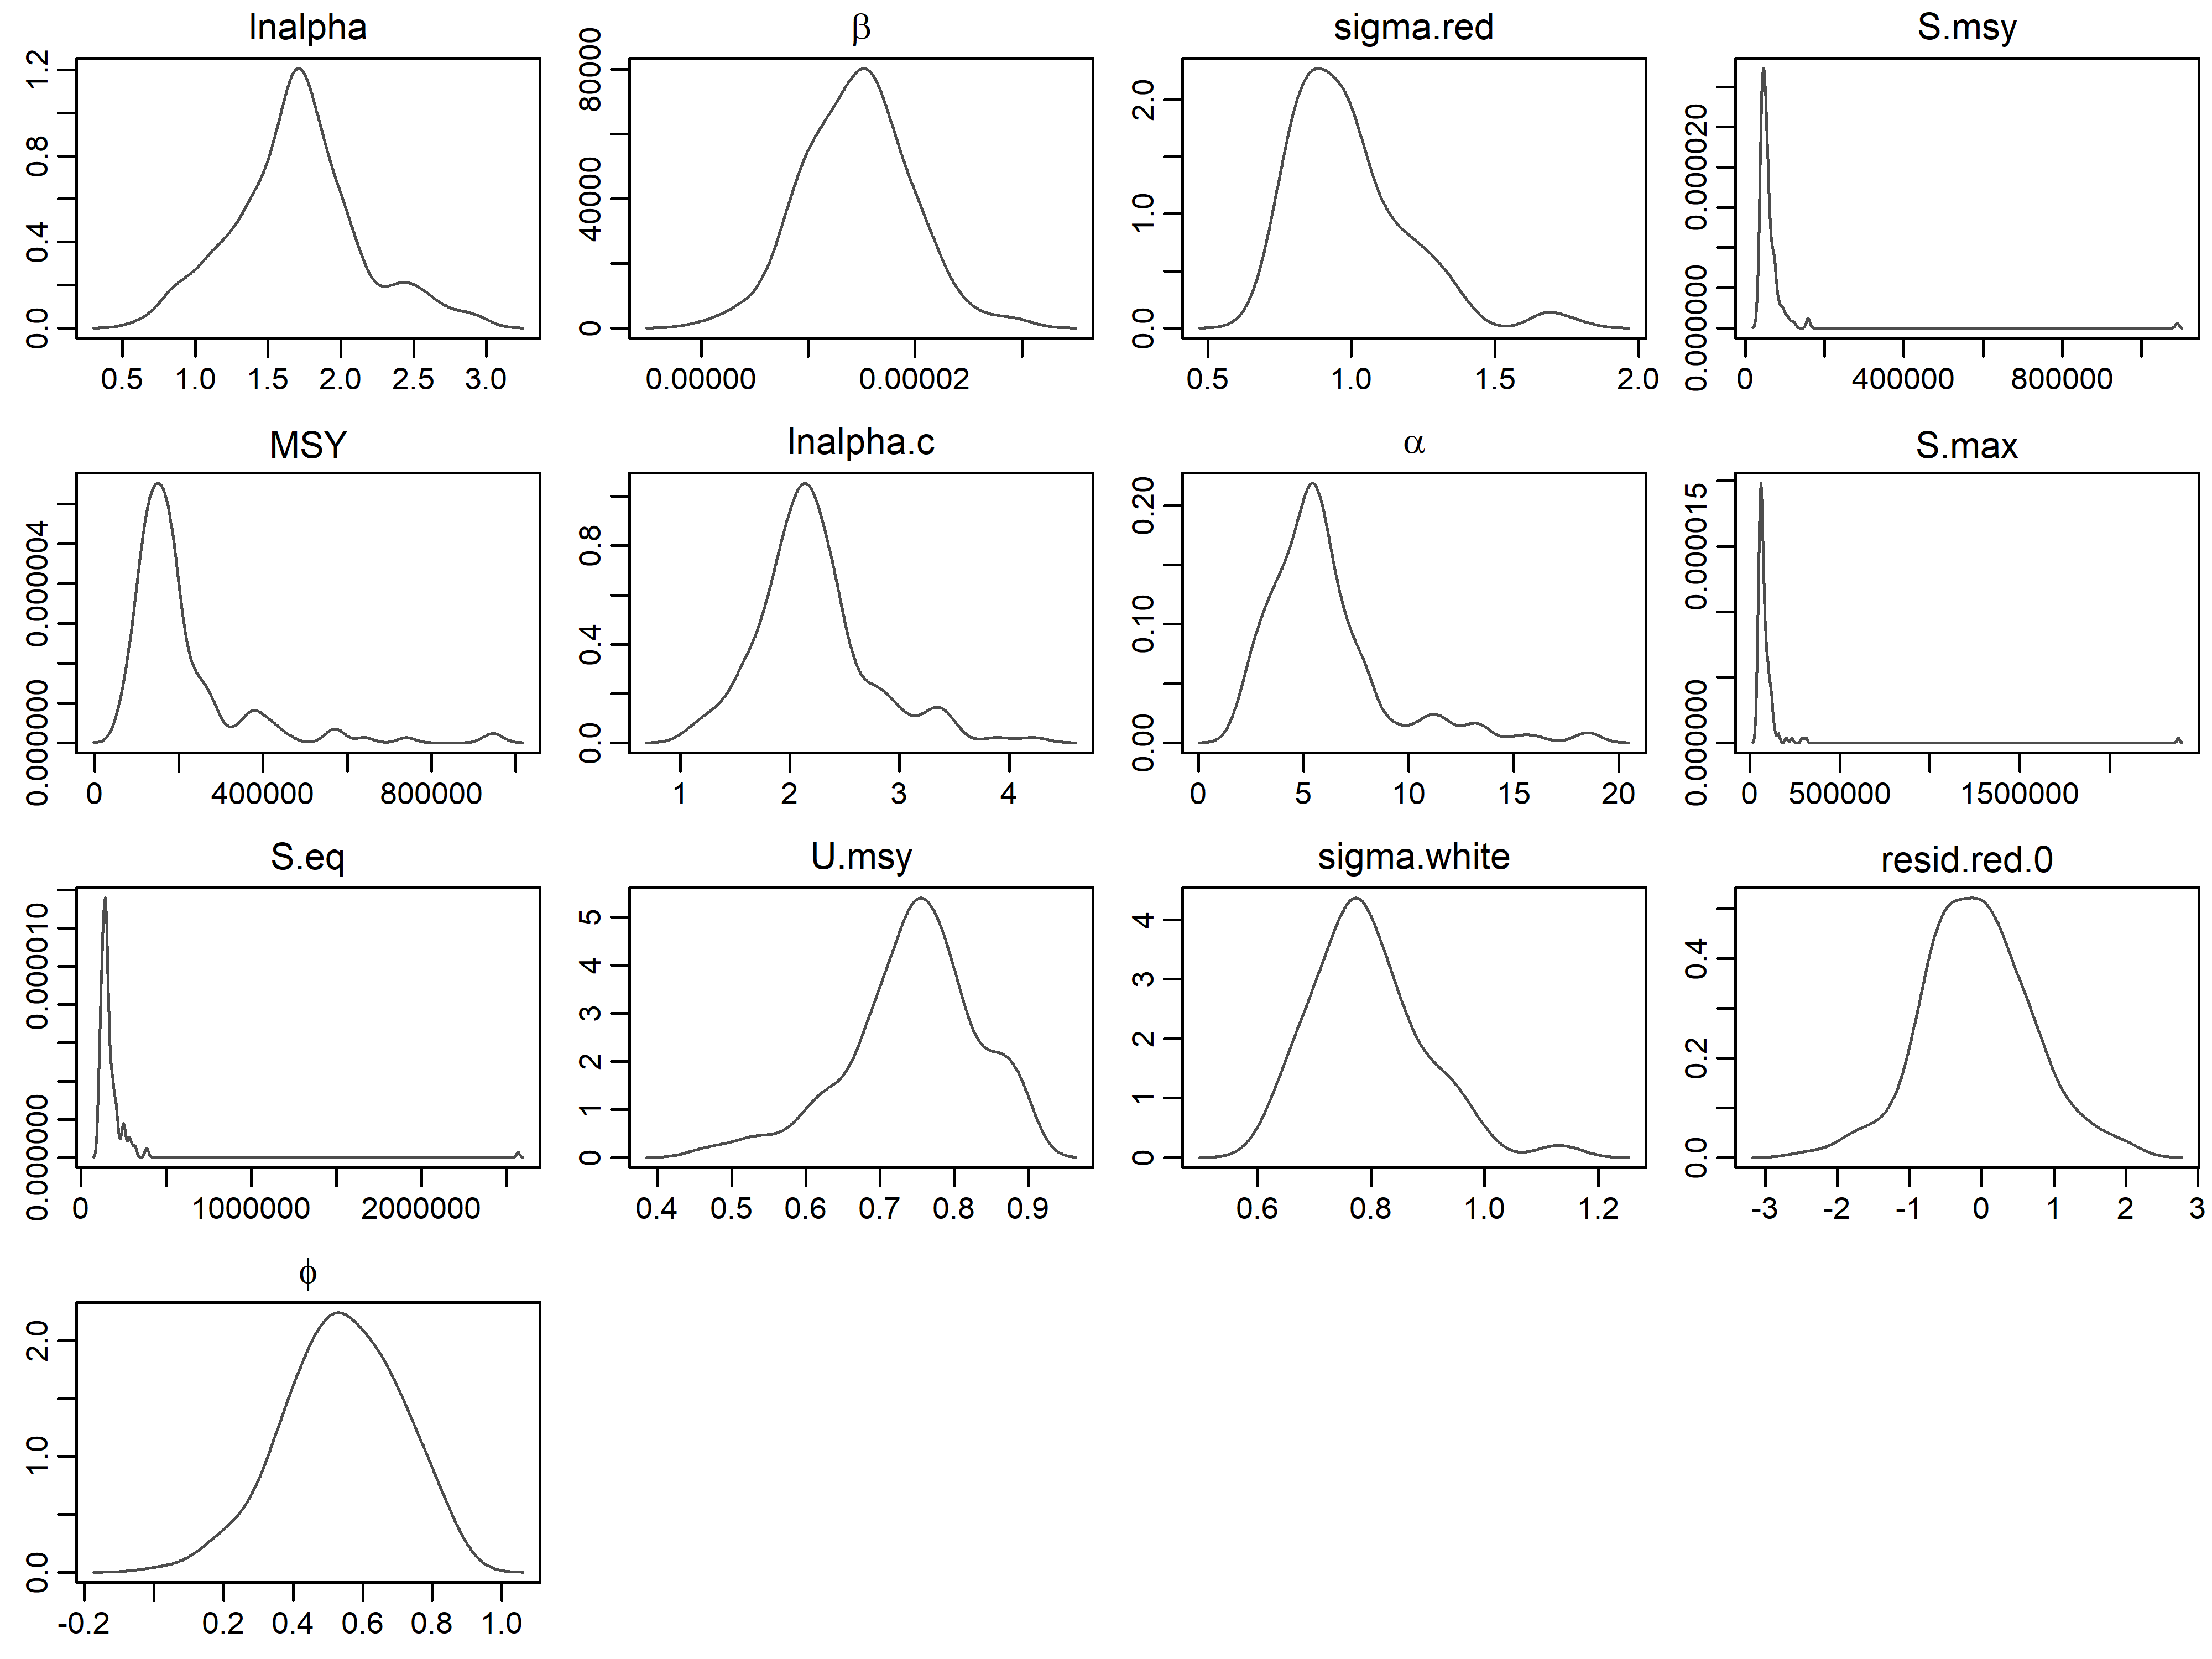 lnalpha β sigma.red S.msy
0.0 0.4 0.8 1.2
0.5 1.0 1.5 2.0 2.5 3.0
0 40000 80000
0.00000 0.00002
0.0 1.0 2.0
0.5 1.0 1.5 2.0
0.000000 0.000020
0 400000 800000
MSY lnalpha.c α S.max
0.000000 0.000004
0 400000 800000
0.0 0.4 0.8
1 2 3 4
0.00 0.10 0.20
0 5 10 15 20
0.000000 0.000015
0 500000 1500000
S.eq U.msy sigma.white resid.red.0
0.000000 0.000010
0 1000000 2000000
0 1 2 3 4 5
0.4 0.5 0.6 0.7 0.8 0.9
0 1 2 3 4
0.6 0.8 1.0 1.2
0.0 0.2 0.4
-3 -2 -1 0 1 2 3
ϕ
0.0 1.0 2.0
-0.2 0.2 0.4 0.6 0.8 1.0